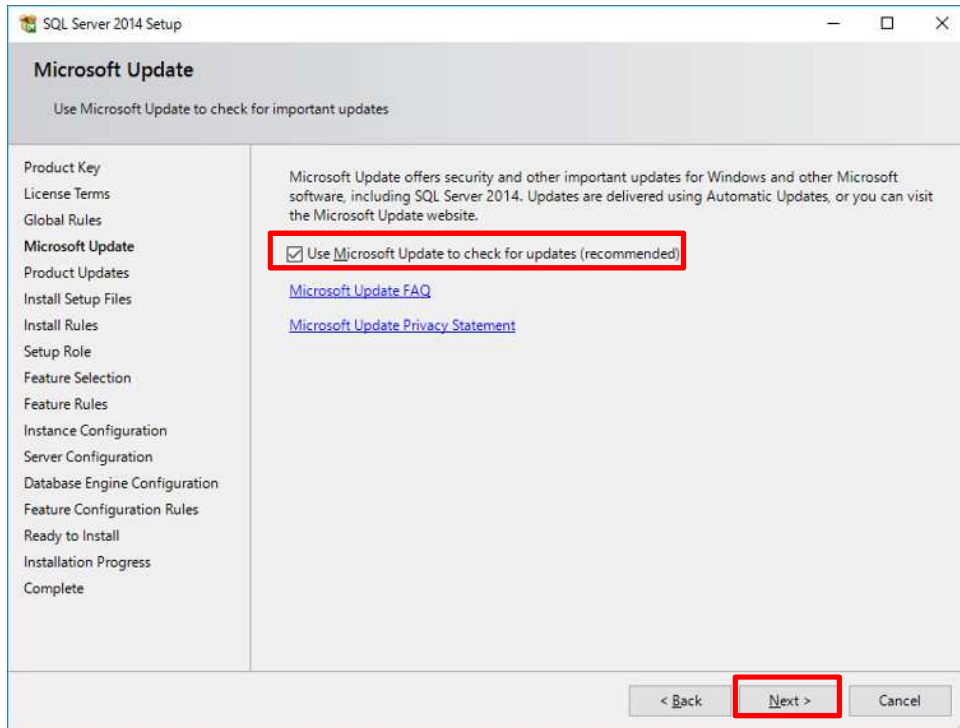 SQL Server 2014 Setup
Microsoft Update
Use Microsoft Update to check for important updates
Product Key
License Terms
Global Rules
Microsoft Update
Product Updates
Install Setup Files
Install Rules
Setup Role
Feature Selection
Feature Rules
Instance Configuration
Server Configuration
Database Engine Configuration
Feature Configuration Rules
Ready to Install
Installation Progress
Complete
Microsoft Update offers security and other important updates for Windows and other Microsoft
software, including SQL Server 2014. Updates are delivered using Automatic Updates, or you can visit
the Microsoft Update website.
Use Microsoft Update to check for updates (recommended)
Microsoft Update FAQ
Microsoft Update Privacy Statement
< Back
Next >
Cancel